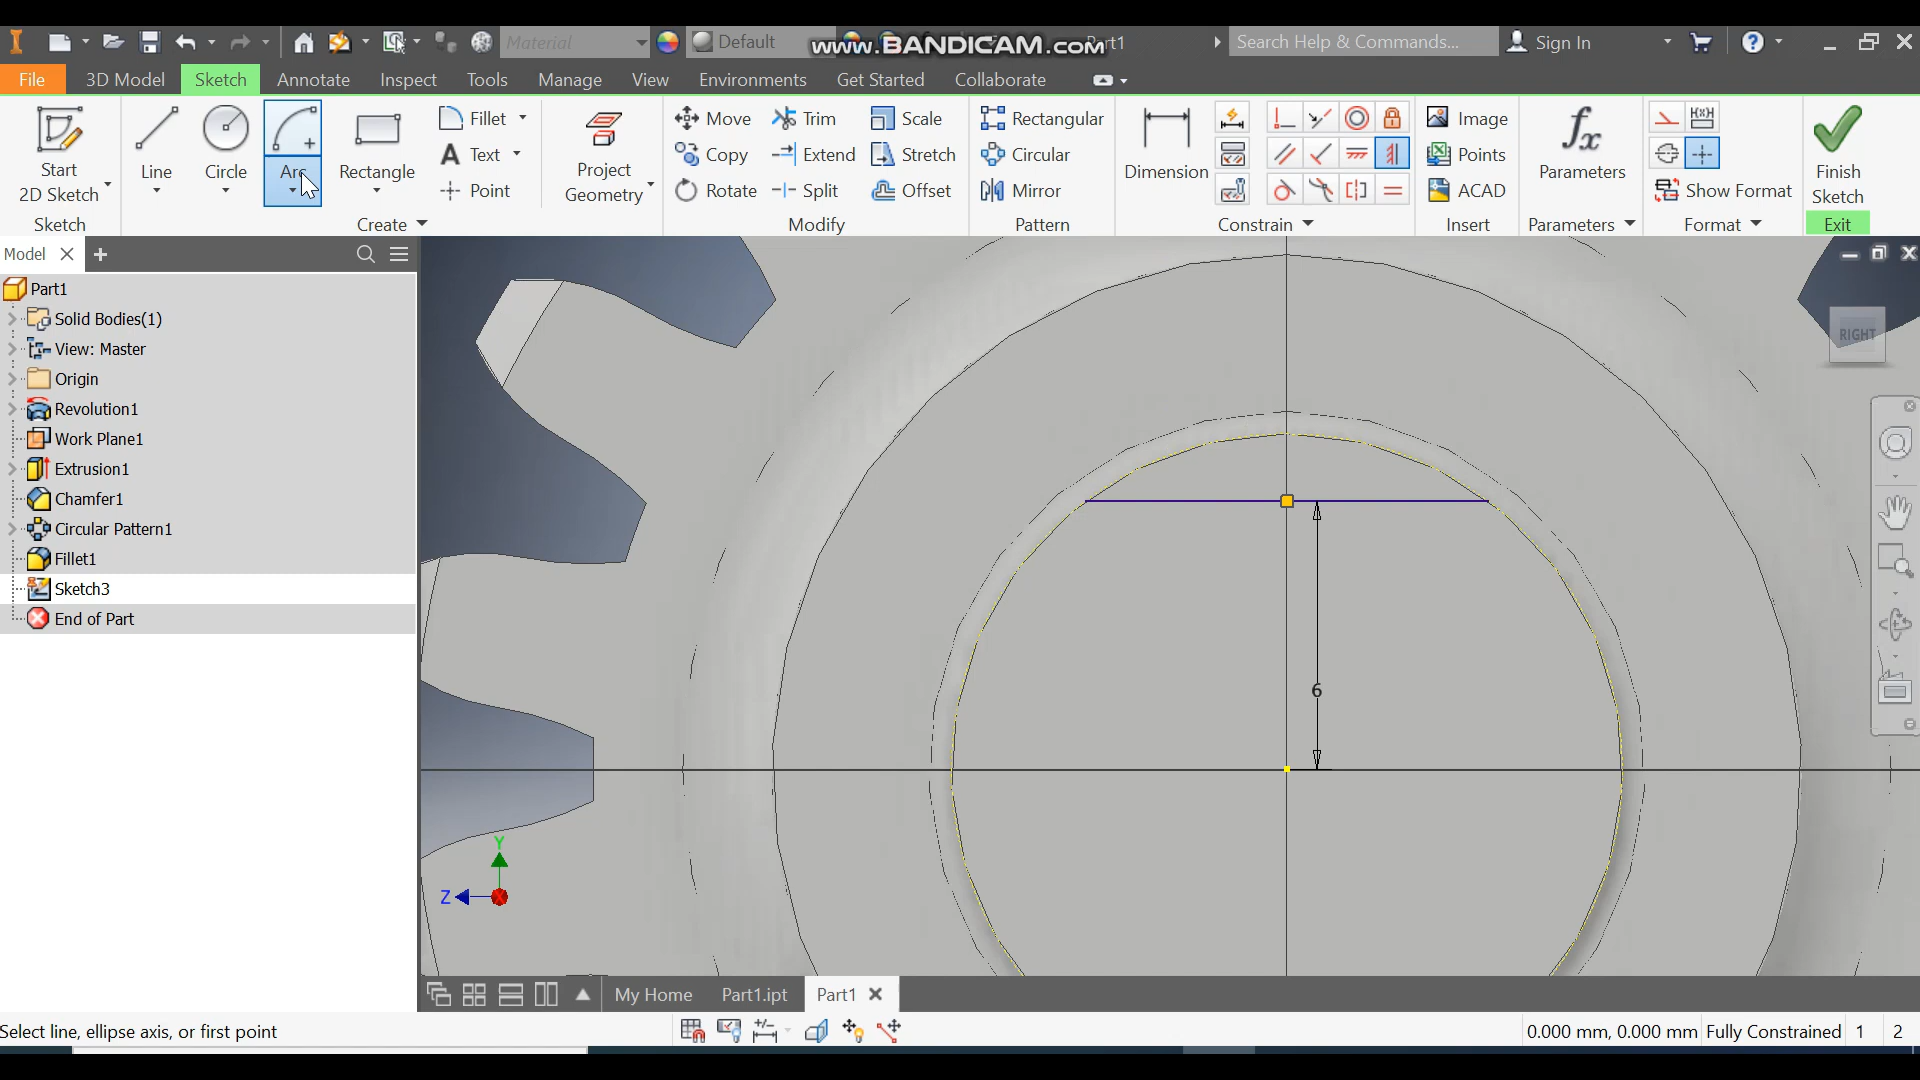 Material
Default
www.BANDICAM.com
Part1
Search Help & Commands...
Sign In
File
3D Model
Sketch
Annotate
Inspect
Tools
Manage
View
Environments
Get Started
Collaborate
Start
2D Sketch
Line
Circle
Arc
Rectangle
Fillet
Text
Point
Project
Geometry
Move
Copy
Rotate
Trim
Extend
Split
Scale
Stretch
Offset
Rectangular
Circular
Mirror
Dimension
Image
Points
ACAD
Parameters
Show Format
Finish
Sketch
Sketch
Create
Modify
Pattern
Constrain
Insert
Parameters
Format
Exit
Model
Part1
Solid Bodies(1)
View: Master
Origin
Revolution1
Work Plane1
Extrusion1
Chamfer1
Circular Pattern1
Fillet1
Sketch3
End of Part
RIGHT
6
Y
Z
X
My Home
Part1.ipt
Part1
Select line, ellipse axis, or first point
0.000 mm, 0.000 mm
Fully Constrained
1
2